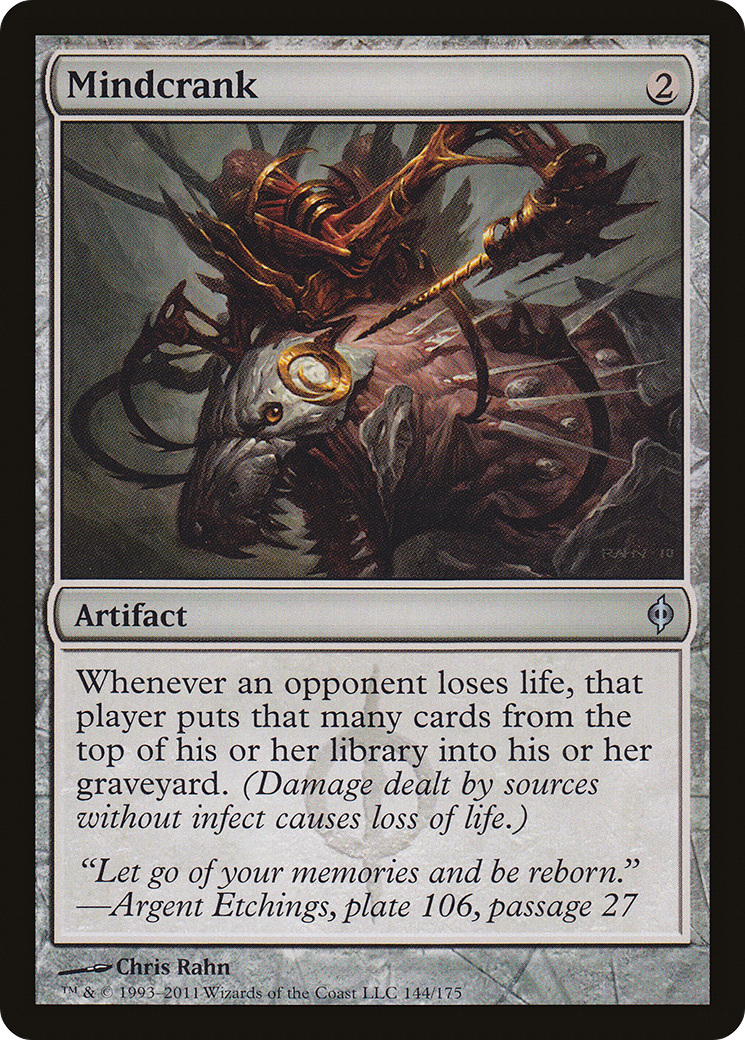 Mindcrank 2
RAHN·10
Artifact
Whenever an opponent loses life, that
player puts that many cards from the
top of his or her library into his or her
graveyard. (Damage dealt by sources
without infect causes loss of life.)
“Let go of your memories and be reborn.”
—Argent Etchings, plate 106, passage 27
Chris Rahn
™ & © 1993–2011 Wizards of the Coast LLC 144/175